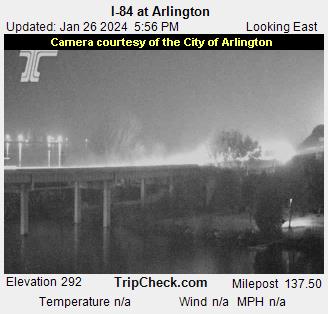 I-84 at Arlington
Updated: Jan 26 2024 5:56 PM Looking East
Camera courtesy of the City of Arlington
Elevation 292 TripCheck.com Milepost 137.50
Temperature n/a Wind n/a MPH n/a